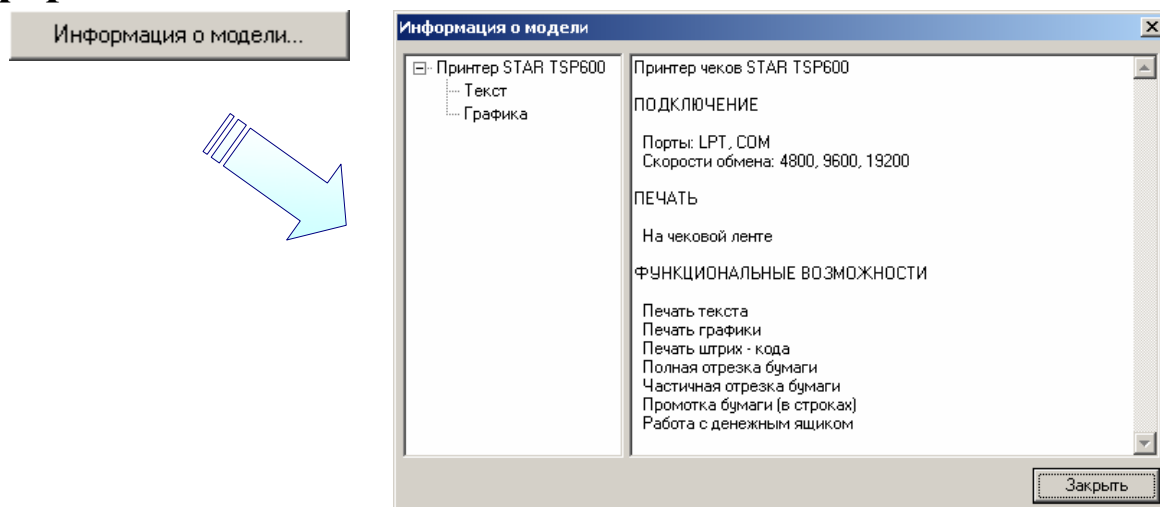 Информация о модели...
Информация о модели
Принтер STAR TSP600
Текст
Графика
Принтер чеков STAR TSP600
ПОДКЛЮЧЕНИЕ
Порты: LPT, COM
Скорости обмена: 4800, 9600, 19200
ПЕЧАТЬ
На чековой ленте
ФУНКЦИОНАЛЬНЫЕ ВОЗМОЖНОСТИ
Печать текста
Печать графики
Печать штрих - кода
Полная отрезка бумаги
Частичная отрезка бумаги
Промотка бумаги (в строках)
Работа с денежным ящиком
Закрыть